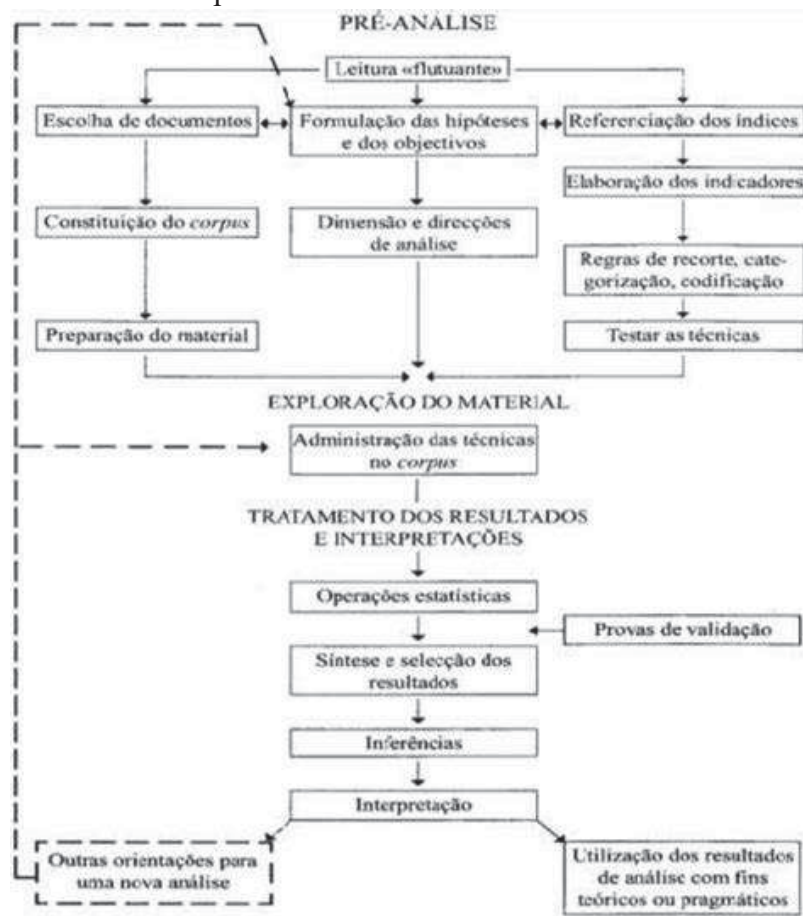 PRÉ-ANÁLISE
Leitura «flutuante»
Escolha de documentos
Formulação das hipóteses
e dos objectivos
Referenciação dos índices
Elaboração dos indicadores
Constituição do corpus
Dimensão e direcções
de análise
Regras de recorte, cate-
gorização, codificação
Preparação do material
Testar as técnicas
EXPLORAÇÃO DO MATERIAL
Administração das técnicas
no corpus
TRATAMENTO DOS RESULTADOS
E INTERPRETAÇÕES
Operações estatísticas
Provas de validação
Síntese e selecção dos
resultados
Inferências
Interpretação
Outras orientações para
uma nova análise
Utilização dos resultados
de análise com fins
teóricos ou pragmáticos